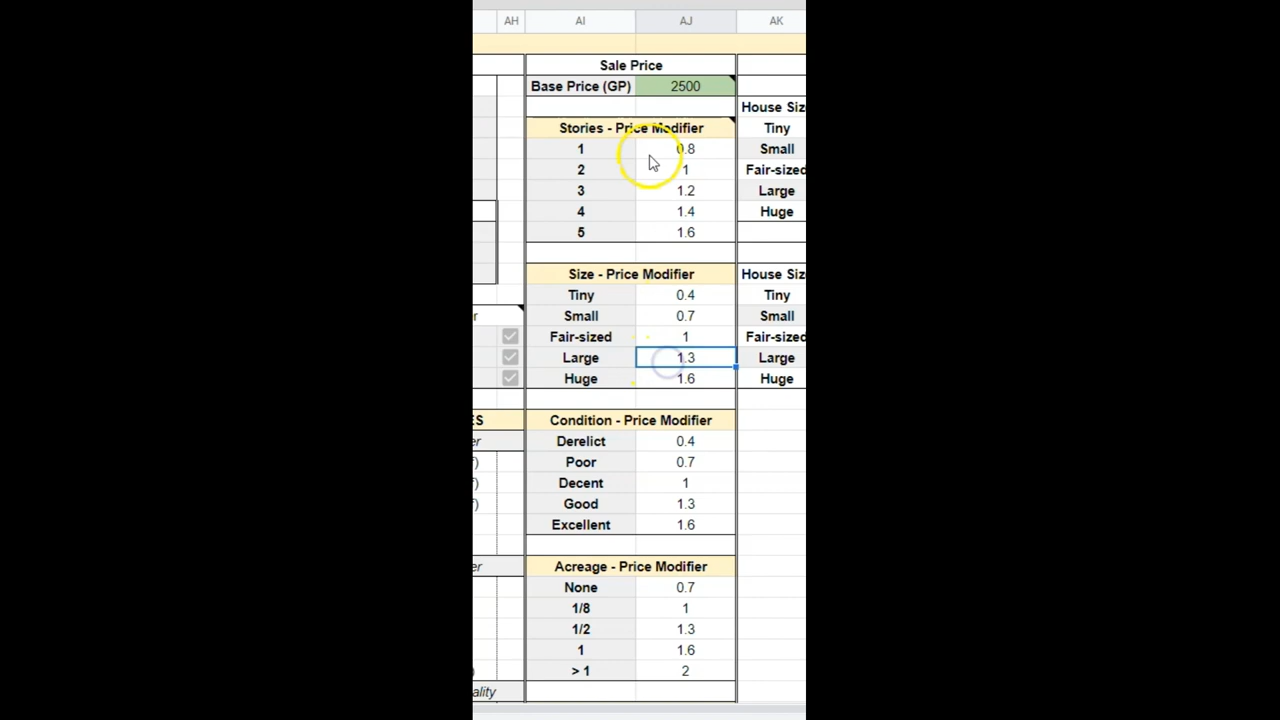 AH AI AJ AK
Sale Price
Base Price (GP) 2500
House Siz
Stories - Price Modifier Tiny
1 0.8 Small
2 1 Fair-sized
3 1.2 Large
4 1.4 Huge
5 1.6
Size - Price Modifier House Siz
Tiny 0.4 Tiny
r Small 0.7 Small
Fair-sized 1 Fair-sized
Large 1.3 Large
Huge 1.6 Huge
ES Condition - Price Modifier
er Derelict 0.4
f) Poor 0.7
f) Decent 1
f) Good 1.3
Excellent 1.6
er Acreage - Price Modifier
None 0.7
1/8 1
1/2 1.3
1 1.6
) > 1 2
ality